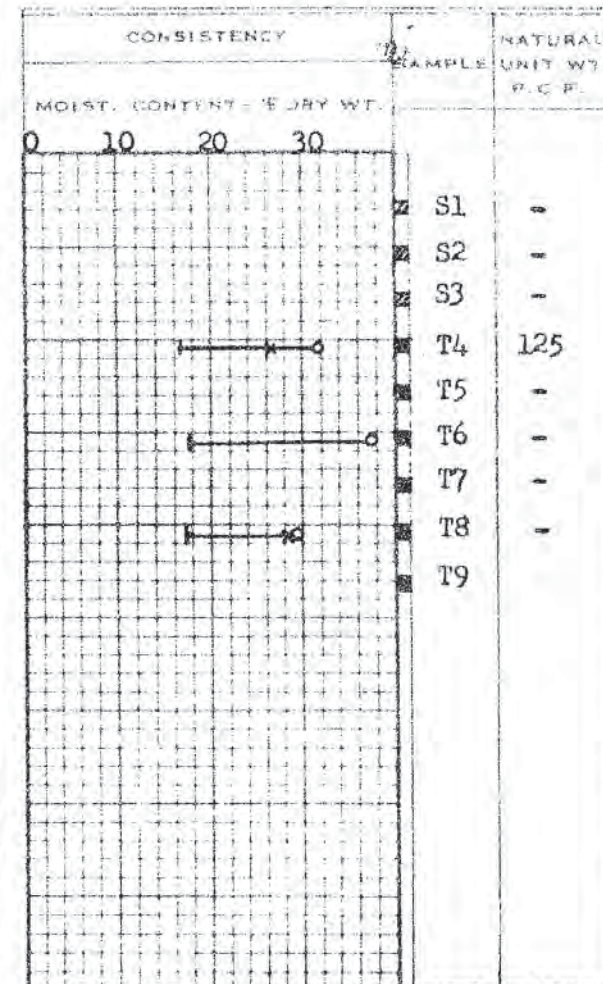 CONSISTENCY
NATURAL
SAMPLE UNIT WT
P.C.F.
MOIST. CONTENT - % DRY WT.
0 10 20 30
S1 -
S2 -
S3 -
T4 125
T5 -
T6 -
T7 -
T8 -
T9